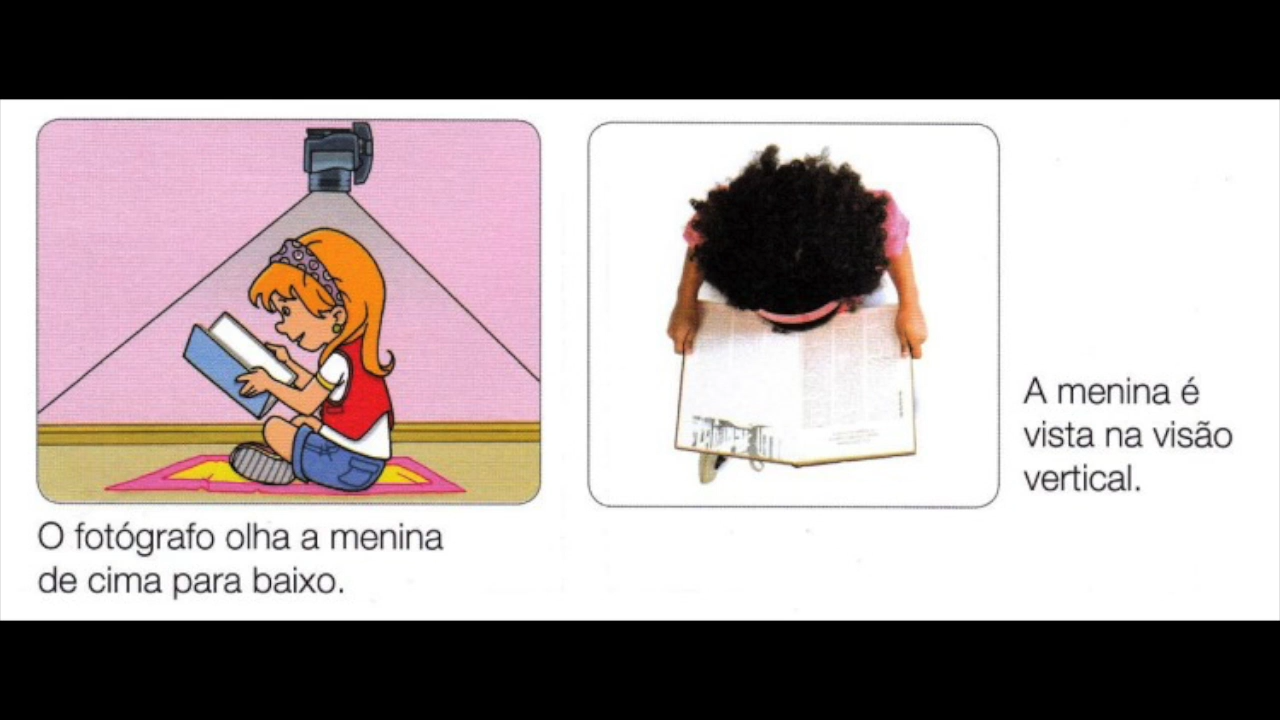 O fotógrafo olha a menina
de cima para baixo.
A menina é
vista na visão
vertical.